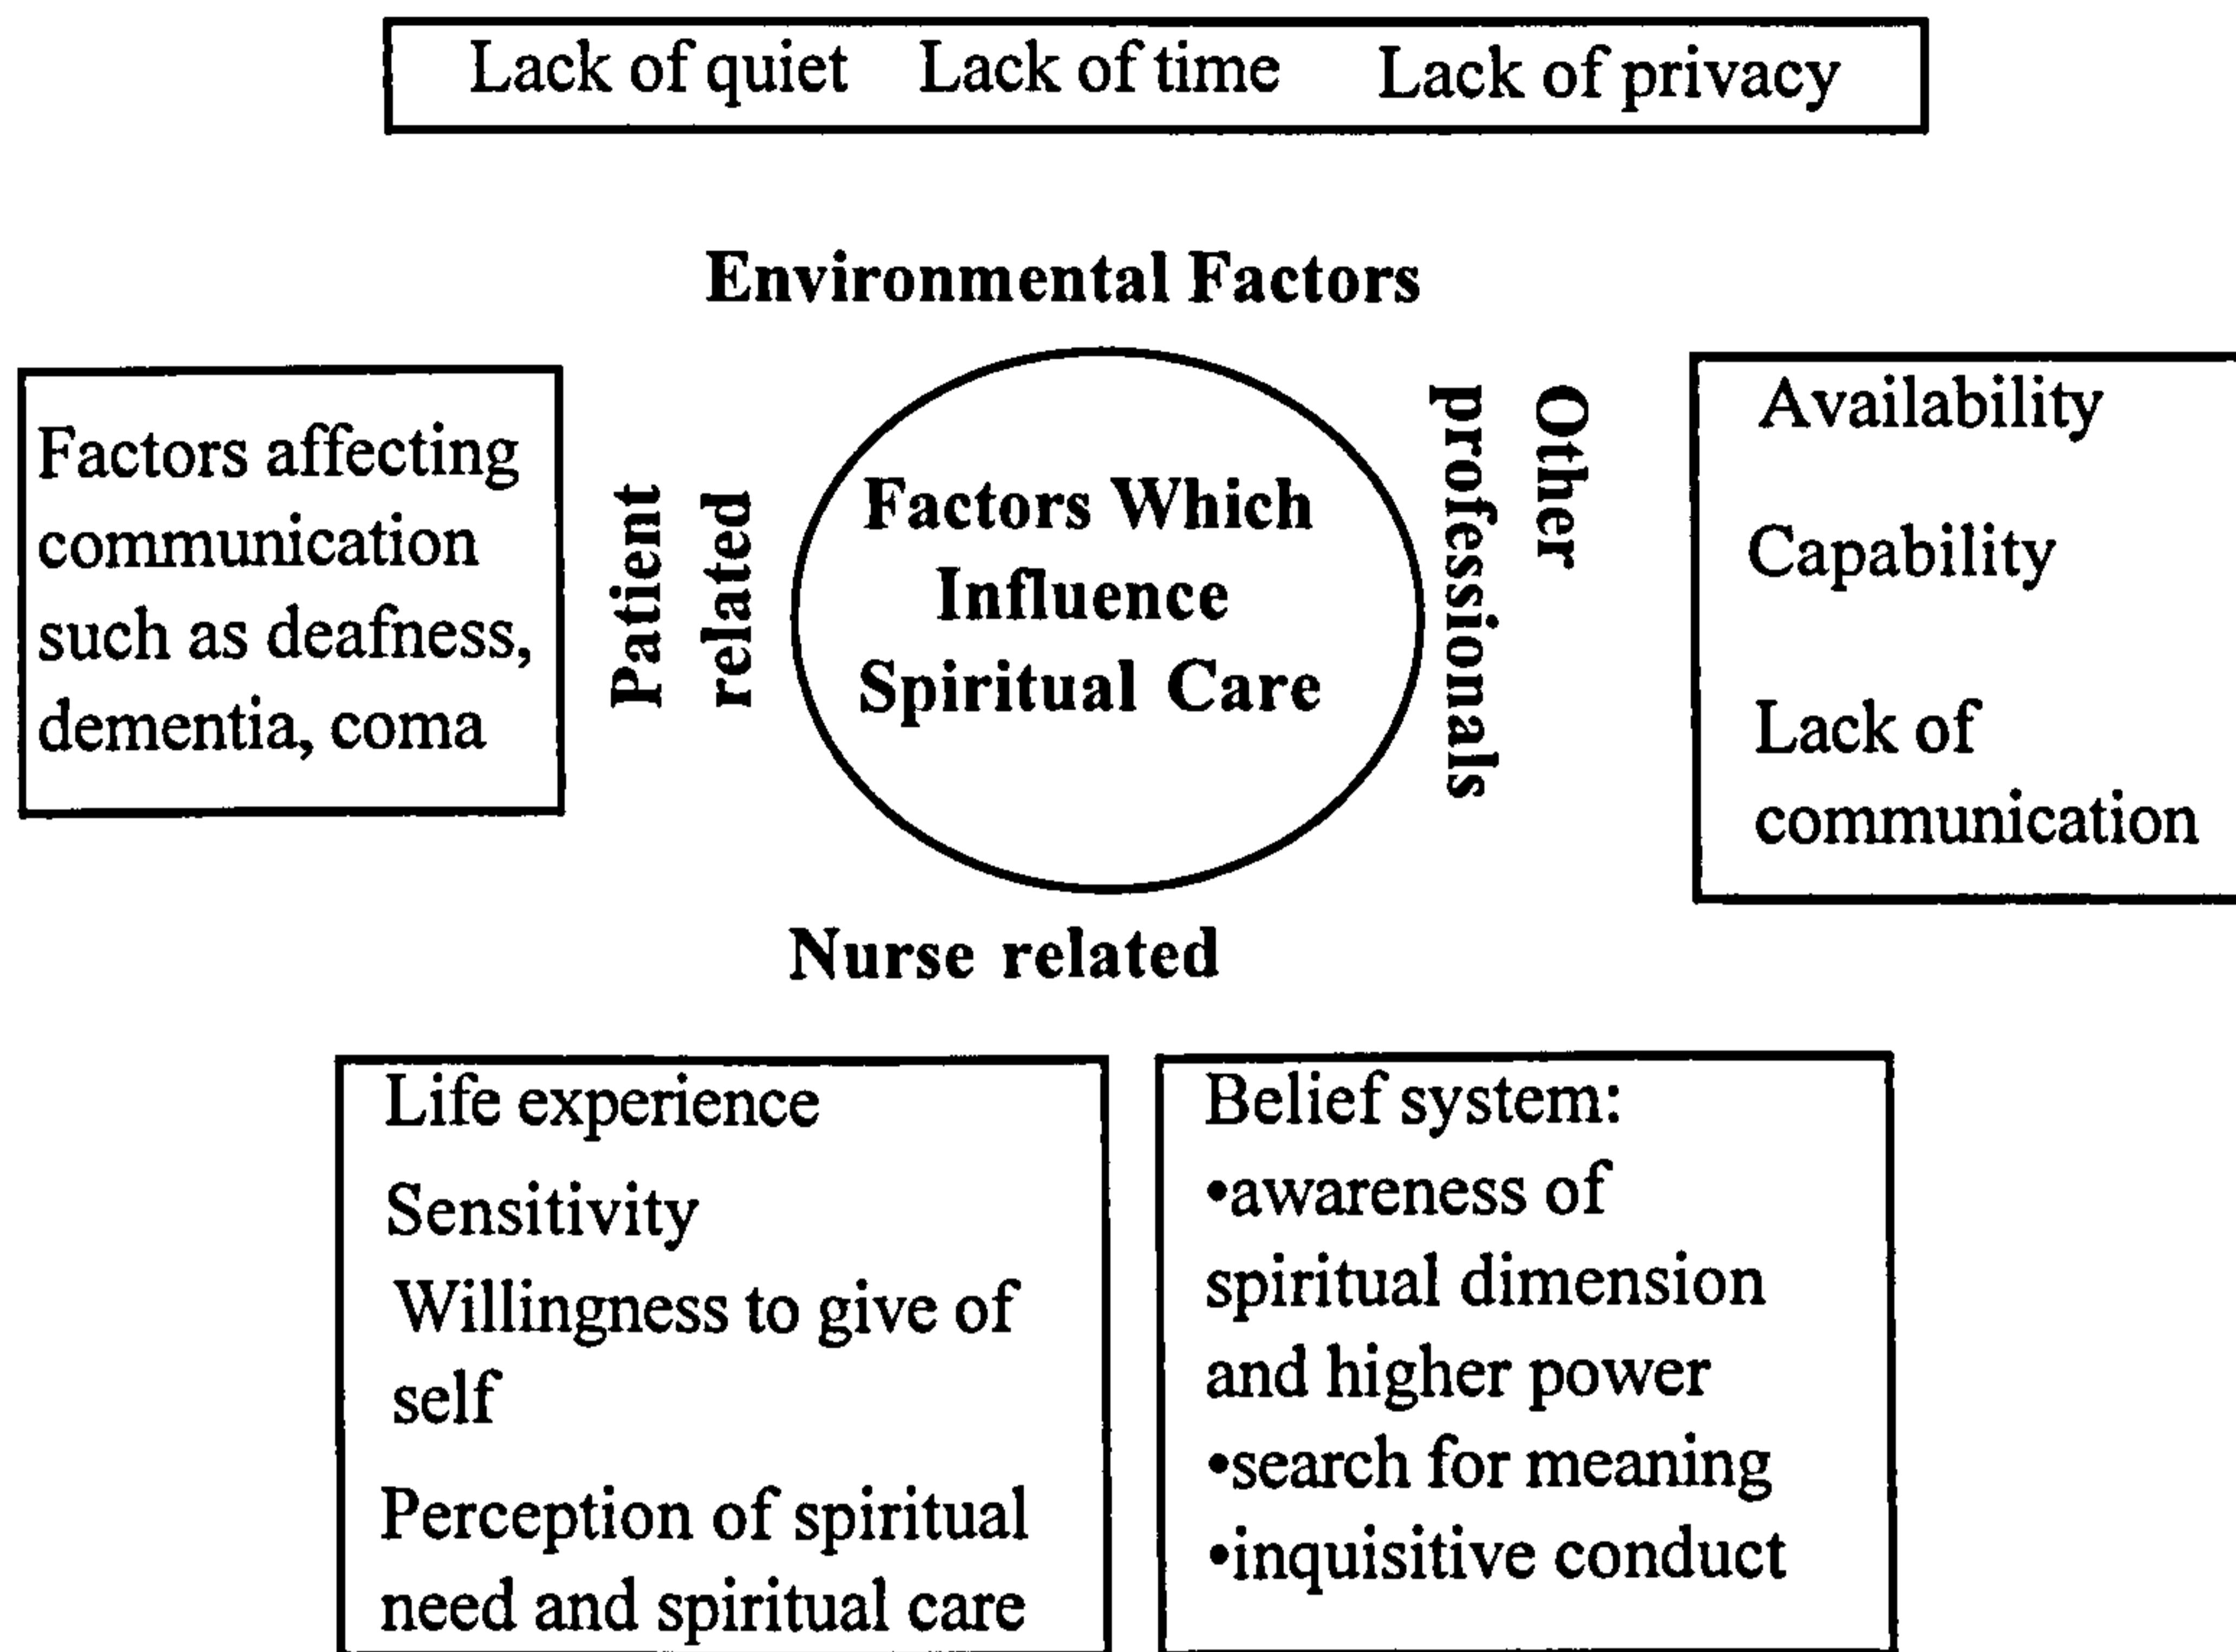 Lack of quiet Lack of time Lack of privacy
Environmental Factors
Factors affecting
communication
such as deafness,
dementia, coma
Patient
related
Factors Which
Influence
Spiritual Care
Other
professionals
Availability
Capability
Lack of
communication
Nurse related
Life experience
Sensitivity
Willingness to give of
self
Perception of spiritual
need and spiritual care
Belief system:
•awareness of
spiritual dimension
and higher power
•search for meaning
•inquisitive conduct